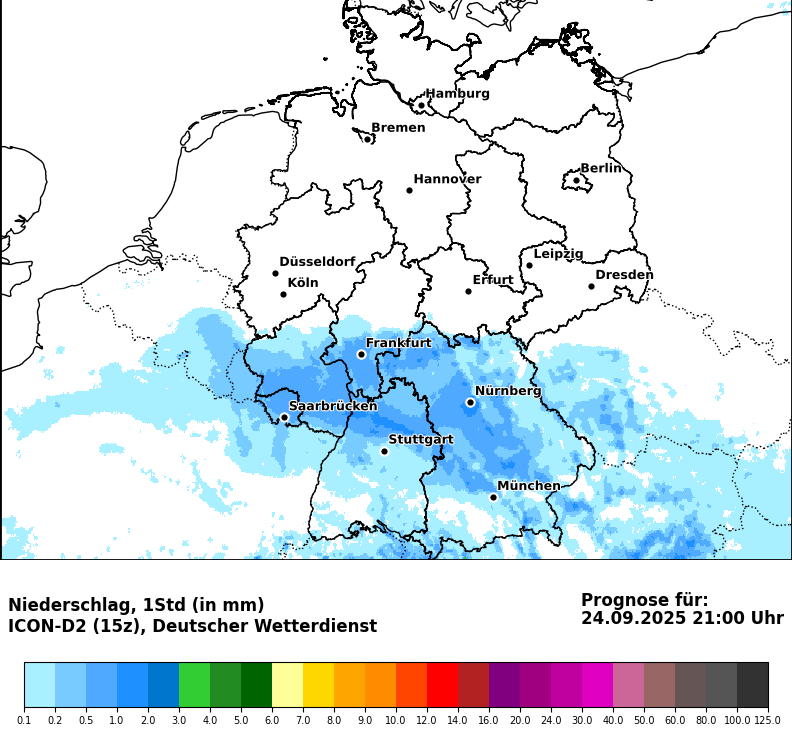 Hamburg
Bremen
Berlin
Hannover
Leipzig
Düsseldorf
Dresden
Köln
Erfurt
Frankfurt
Nürnberg
Saarbrücken
Stuttgart
München
Niederschlag, 1Std (in mm)
ICON-D2 (15z), Deutscher Wetterdienst
Prognose für:
24.09.2025 21:00 Uhr
0.1 0.2 0.5 1.0 2.0 3.0 4.0 5.0 6.0 7.0 8.0 9.0 10.0 12.0 14.0 16.0 20.0 24.0 30.0 40.0 50.0 60.0 80.0 100.0 125.0